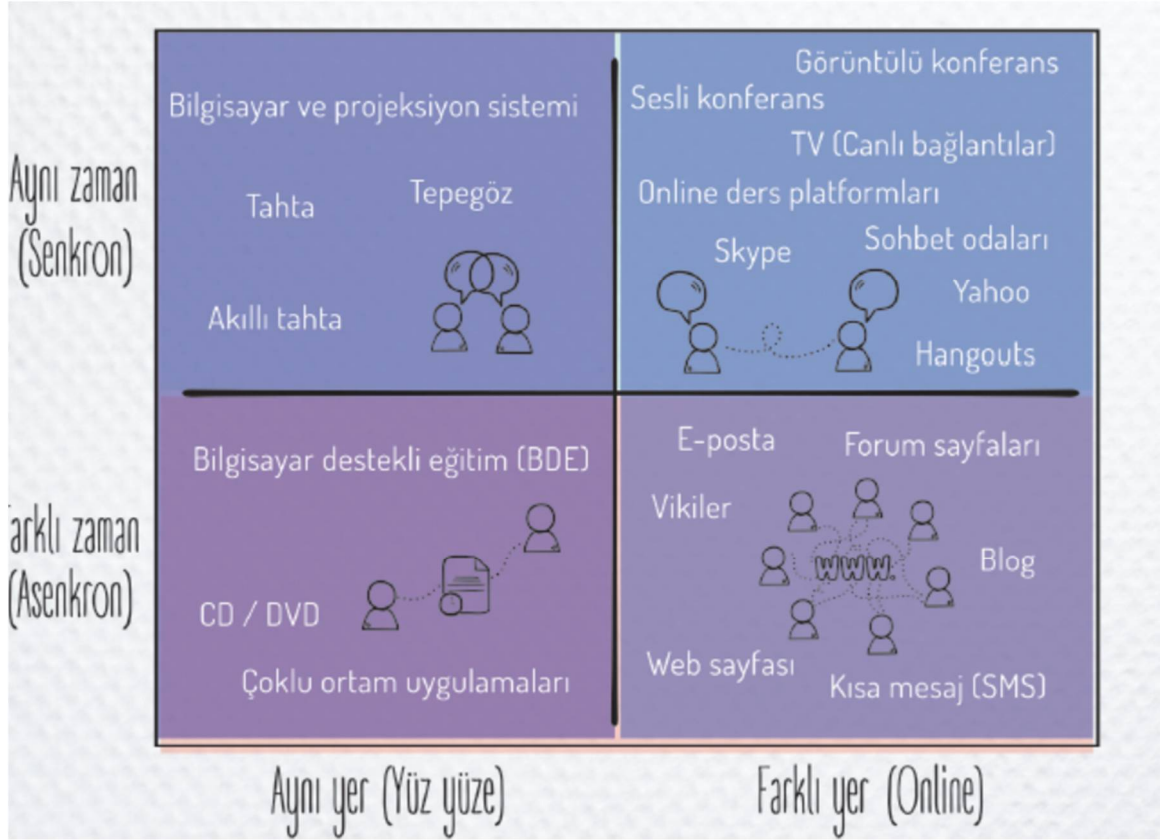 Aynı zaman
(Senkron)
Bilgisayar ve projeksiyon sistemi
Tahta
Tepegöz
Akıllı tahta
Görüntülü konferans
Sesli konferans
TV (Canlı bağlantılar)
Online ders platformları
Skype
Sohbet odaları
Yahoo
Hangouts
arklı zaman
(Asenkron)
Bilgisayar destekli eğitim (BDE)
CD / DVD
Çoklu ortam uygulamaları
E-posta
Forum sayfaları
Vikiler
www.
Blog
Web sayfası
Kısa mesaj (SMS)
Aynı yer (Yüz yüze)
Farklı yer (Online)